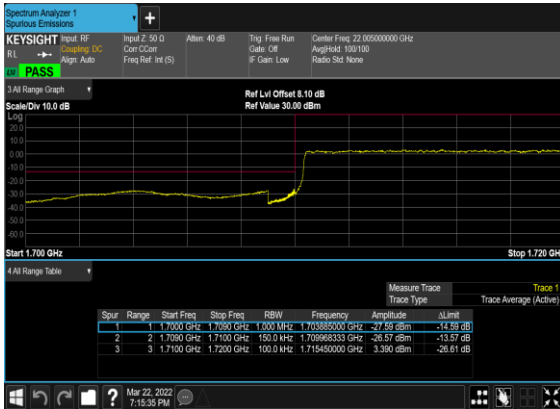 Spectrum Analyzer 1
Spurious Emissions
KEYSIGHT
RL
Input: RF
Coupling: DC
Align: Auto
Input Z: 50 Ω
Corr CCorr
Freq Ref: Int (S)
Atten: 40 dB
Trig: Free Run
Gate: Off
IF Gain: Low
Center Freq: 22.005000000 GHz
Avg|Hold: 100/100
Radio Std: None
PASS
3 All Range Graph
Scale/Div 10.0 dB
Ref Lvl Offset 8.10 dB
Ref Value 30.00 dBm
Log
20.0
10.0
0.00
-10.0
-20.0
-30.0
-40.0
-50.0
-60.0
Start 1.700 GHz
Stop 1.720 GH
4 All Range Table
Measure Trace Trace 1
Trace Type Trace Average (Active)
Spur Range Start Freq Stop Freq RBW Frequency Amplitude ΔLimit
1 1 1.7000 GHz 1.7090 GHz 1.000 MHz 1.703885000 GHz -27.59 dBm -14.59 dB
2 2 1.7090 GHz 1.7100 GHz 150.0 kHz 1.709968333 GHz -26.57 dBm -13.57 dB
3 3 1.7100 GHz 1.7200 GHz 100.0 kHz 1.715450000 GHz 3.390 dBm -26.61 dB
?
Mar 22, 2022
7:15:35 PM